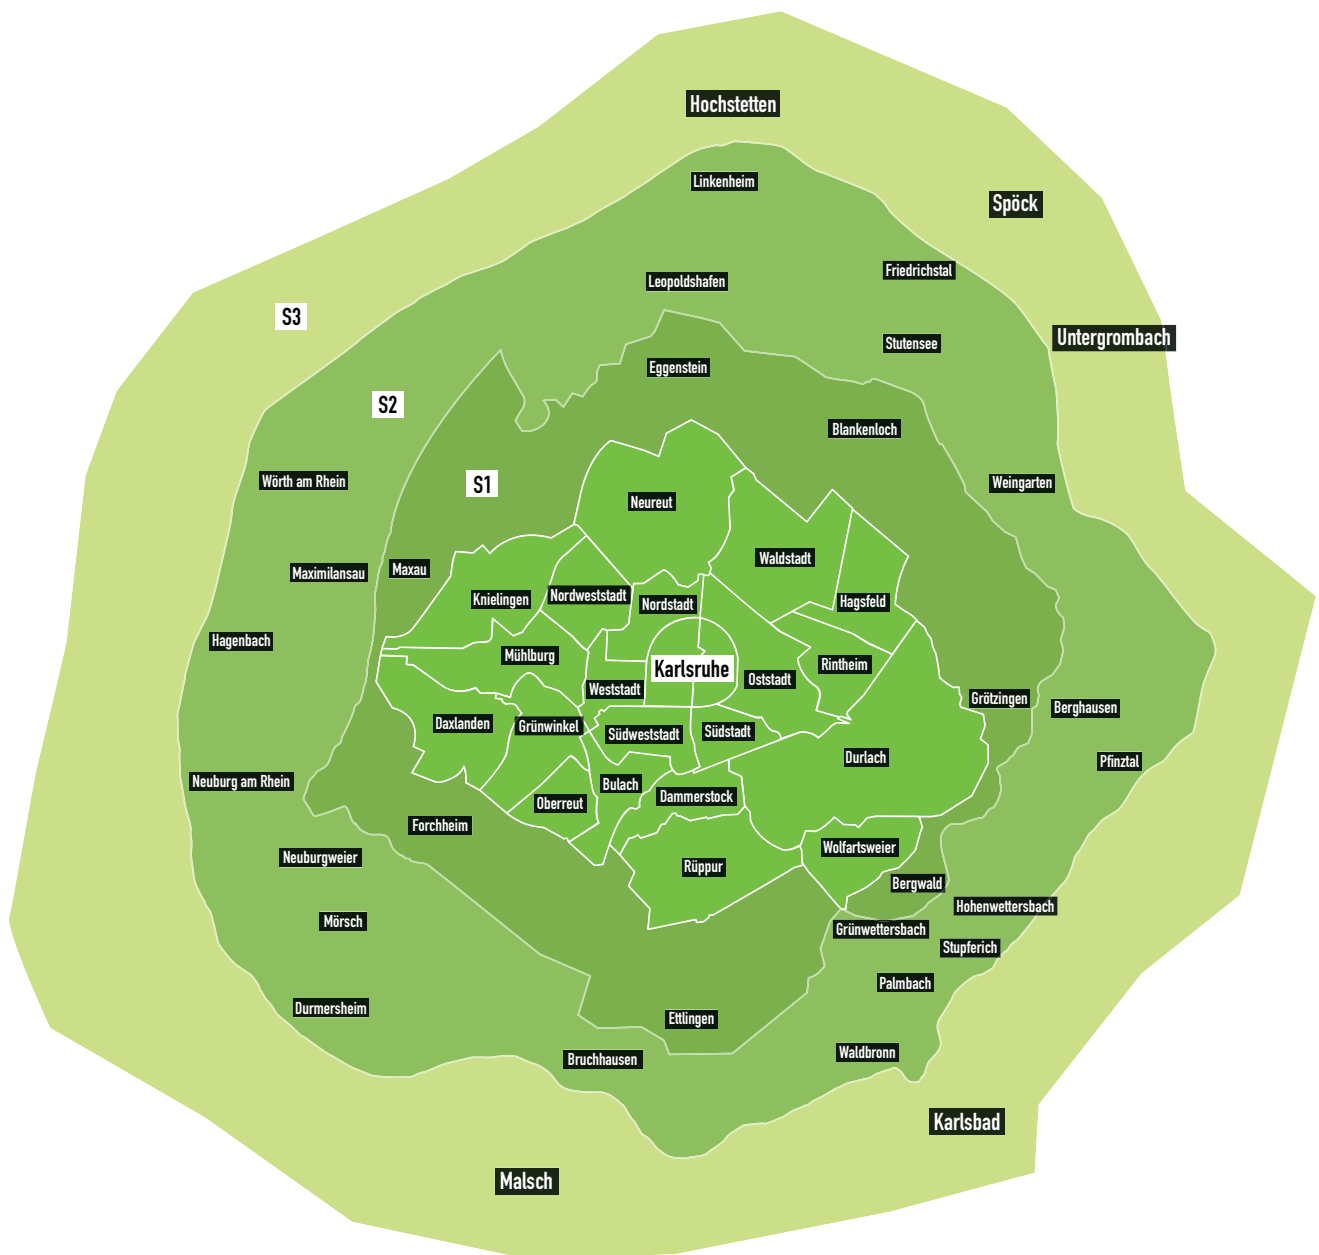 Hochstetten
Linkenheim
Spöck
Friedrichstal
Leopoldshafen
S3
Untergrombach
Stutensee
Eggenstein
S2
Blankenloch
Wörth am Rhein
S1
Weingarten
Neureut
Waldstadt
Maxau
Maximilansau
Nordweststadt
Knielingen
Hagsfeld
Nordstadt
Hagenbach
Mühlburg
Rintheim
Karlsruhe
Oststadt
Weststadt
Grötzingen
Berghausen
Daxlanden
Grünwinkel
Südstadt
Südweststadt
Durlach
Pfinztal
Neuburg am Rhein
Bulach
Dammerstock
Oberreut
Forchheim
Wolfartsweier
Neuburgweier
Rüppur
Bergwald
Hohenwettersbach
Mörsch
Grünwettersbach
Stupferich
Palmbach
Durmersheim
Ettlingen
Waldbronn
Bruchhausen
Karlsbad
Malsch